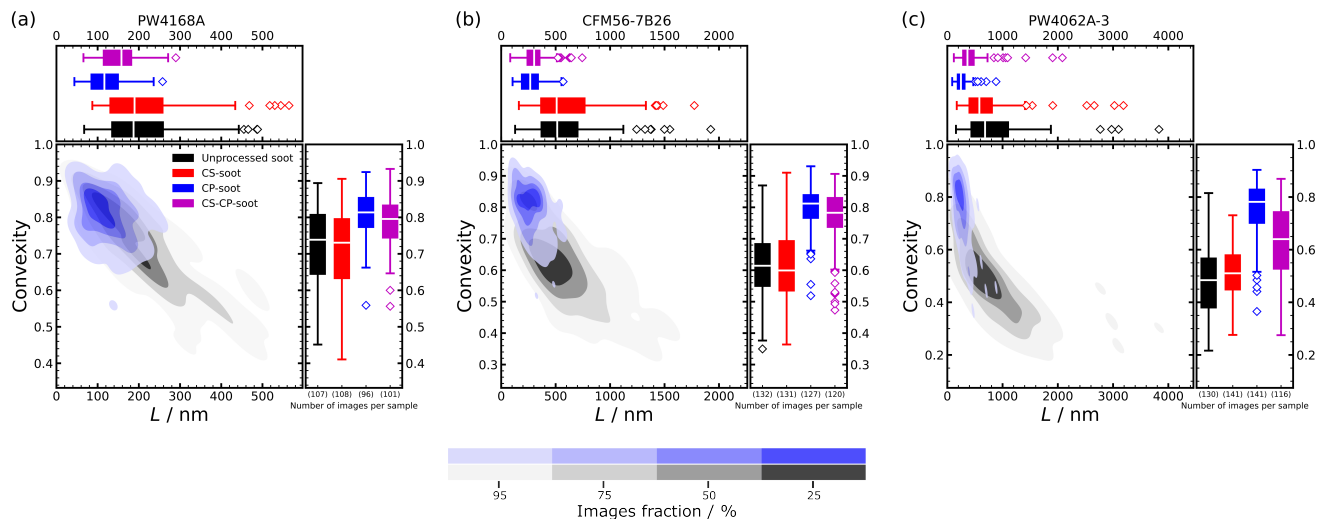 (a)
PW4168A
0 100 200 300 400 500
1.0
0.9
0.8
0.7
0.6
0.5
0.4
Convexity
Unprocessed soot
CS-soot
CP-soot
CS-CP-soot
0 100 200 300 400 500
L / nm
1.0
0.9
0.8
0.7
0.6
0.5
0.4
(107) (108) (96) (101)
Number of images per sample
(b)
CFM56-7B26
0 500 1000 1500 2000
1.0
0.9
0.8
0.7
0.6
0.5
0.4
0.3
Convexity
0 500 1000 1500 2000
L / nm
1.0
0.9
0.8
0.7
0.6
0.5
0.4
0.3
(132) (131) (127) (120)
Number of images per sample
(c)
PW4062A-3
0 1000 2000 3000 4000
1.0
0.8
0.6
0.4
0.2
Convexity
0 1000 2000 3000 4000
L / nm
1.0
0.8
0.6
0.4
0.2
(130) (141) (141) (116)
Number of images per sample
95 75 50 25
Images fraction / %